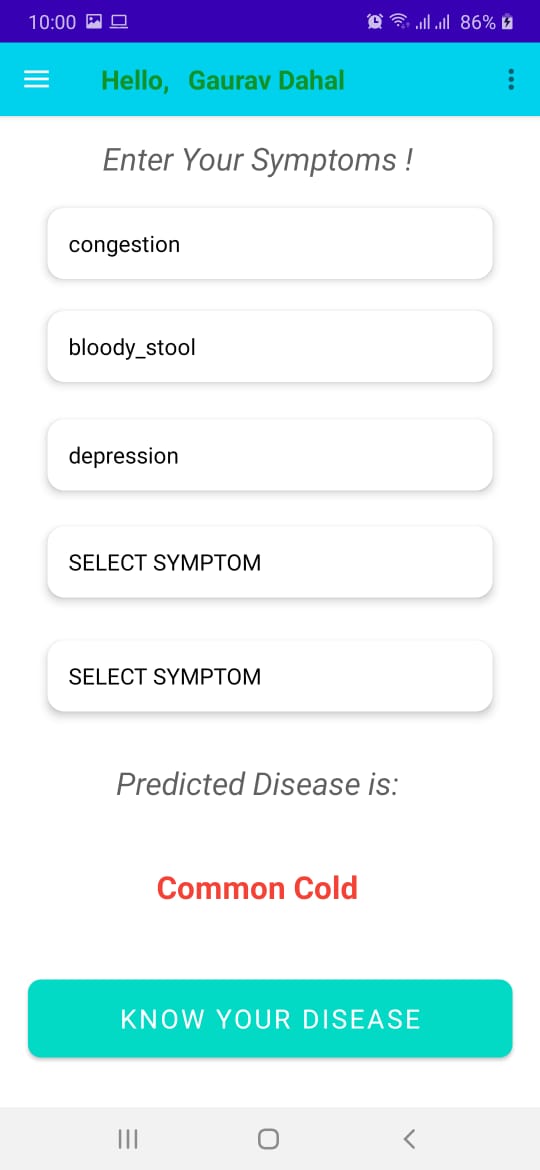 10:00 86%
Hello, Gaurav Dahal
Enter Your Symptoms !
congestion
bloody_stool
depression
SELECT SYMPTOM
SELECT SYMPTOM
Predicted Disease is:
Common Cold
KNOW YOUR DISEASE